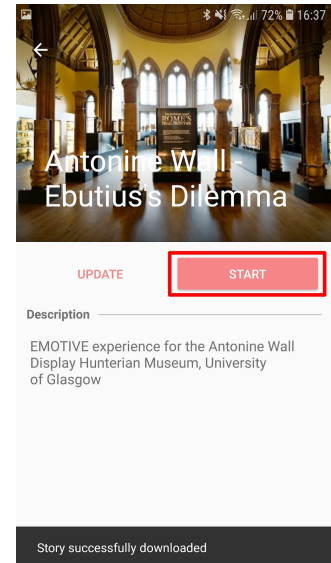 72% 16:37
ROME'S
Antonine Wall -
Ebutius's Dilemma
UPDATE
START
Description
EMOTIVE experience for the Antonine Wall
Display Hunterian Museum, University
of Glasgow
Story successfully downloaded